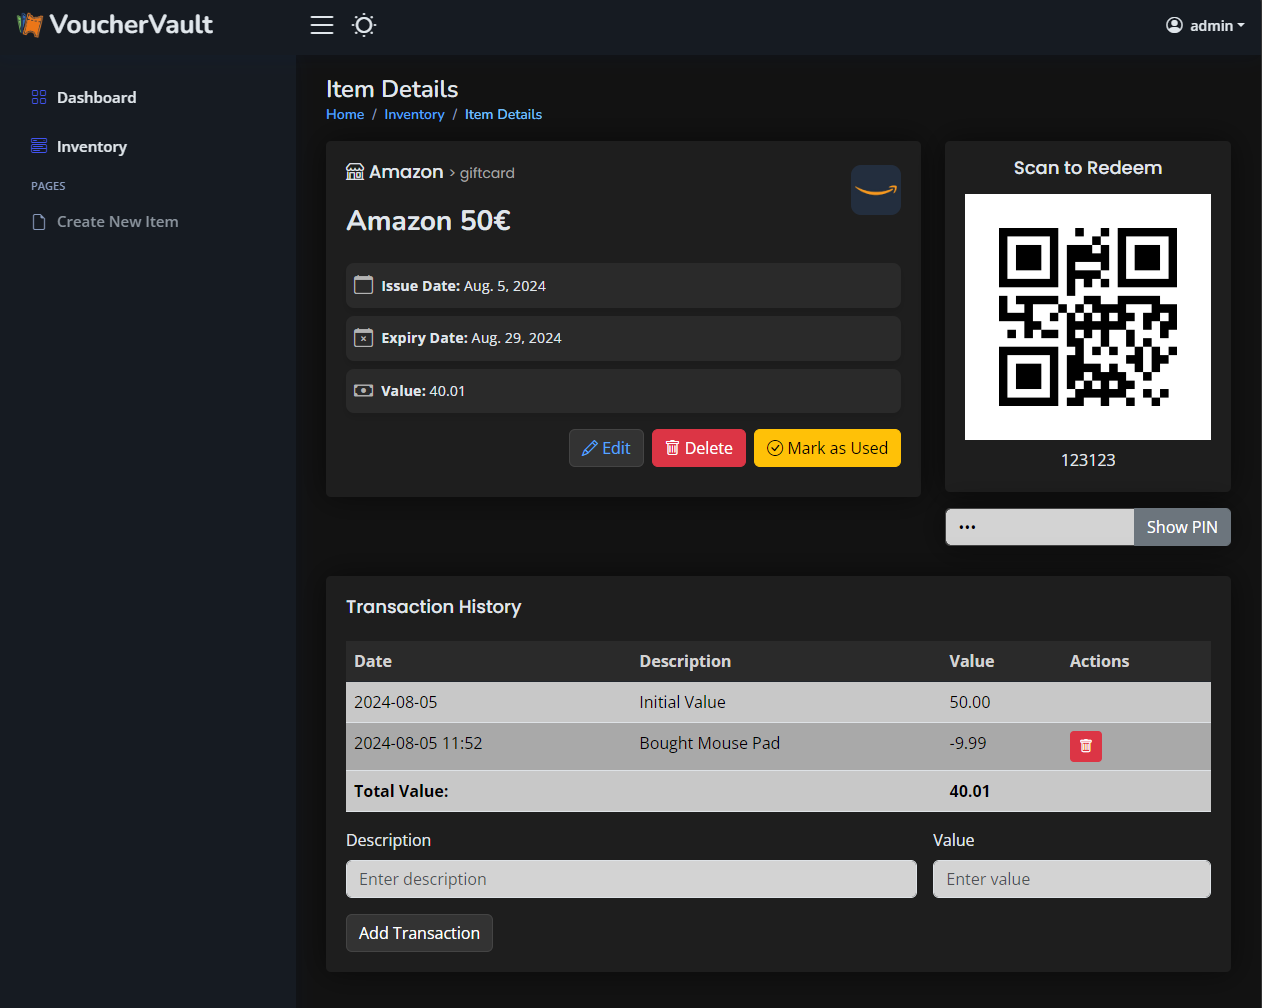 VoucherVault
admin
Dashboard
Inventory
PAGES
Create New Item
Item Details
Home / Inventory / Item Details
Amazon > giftcard
Amazon 50€
Issue Date: Aug. 5, 2024
Expiry Date: Aug. 29, 2024
Value: 40.01
Edit Delete Mark as Used
Scan to Redeem
123123
••• Show PIN
Transaction History
Date Description Value Actions
2024-08-05 Initial Value 50.00
2024-08-05 11:52 Bought Mouse Pad -9.99
Total Value: 40.01
Description Value
Enter description Enter value
Add Transaction